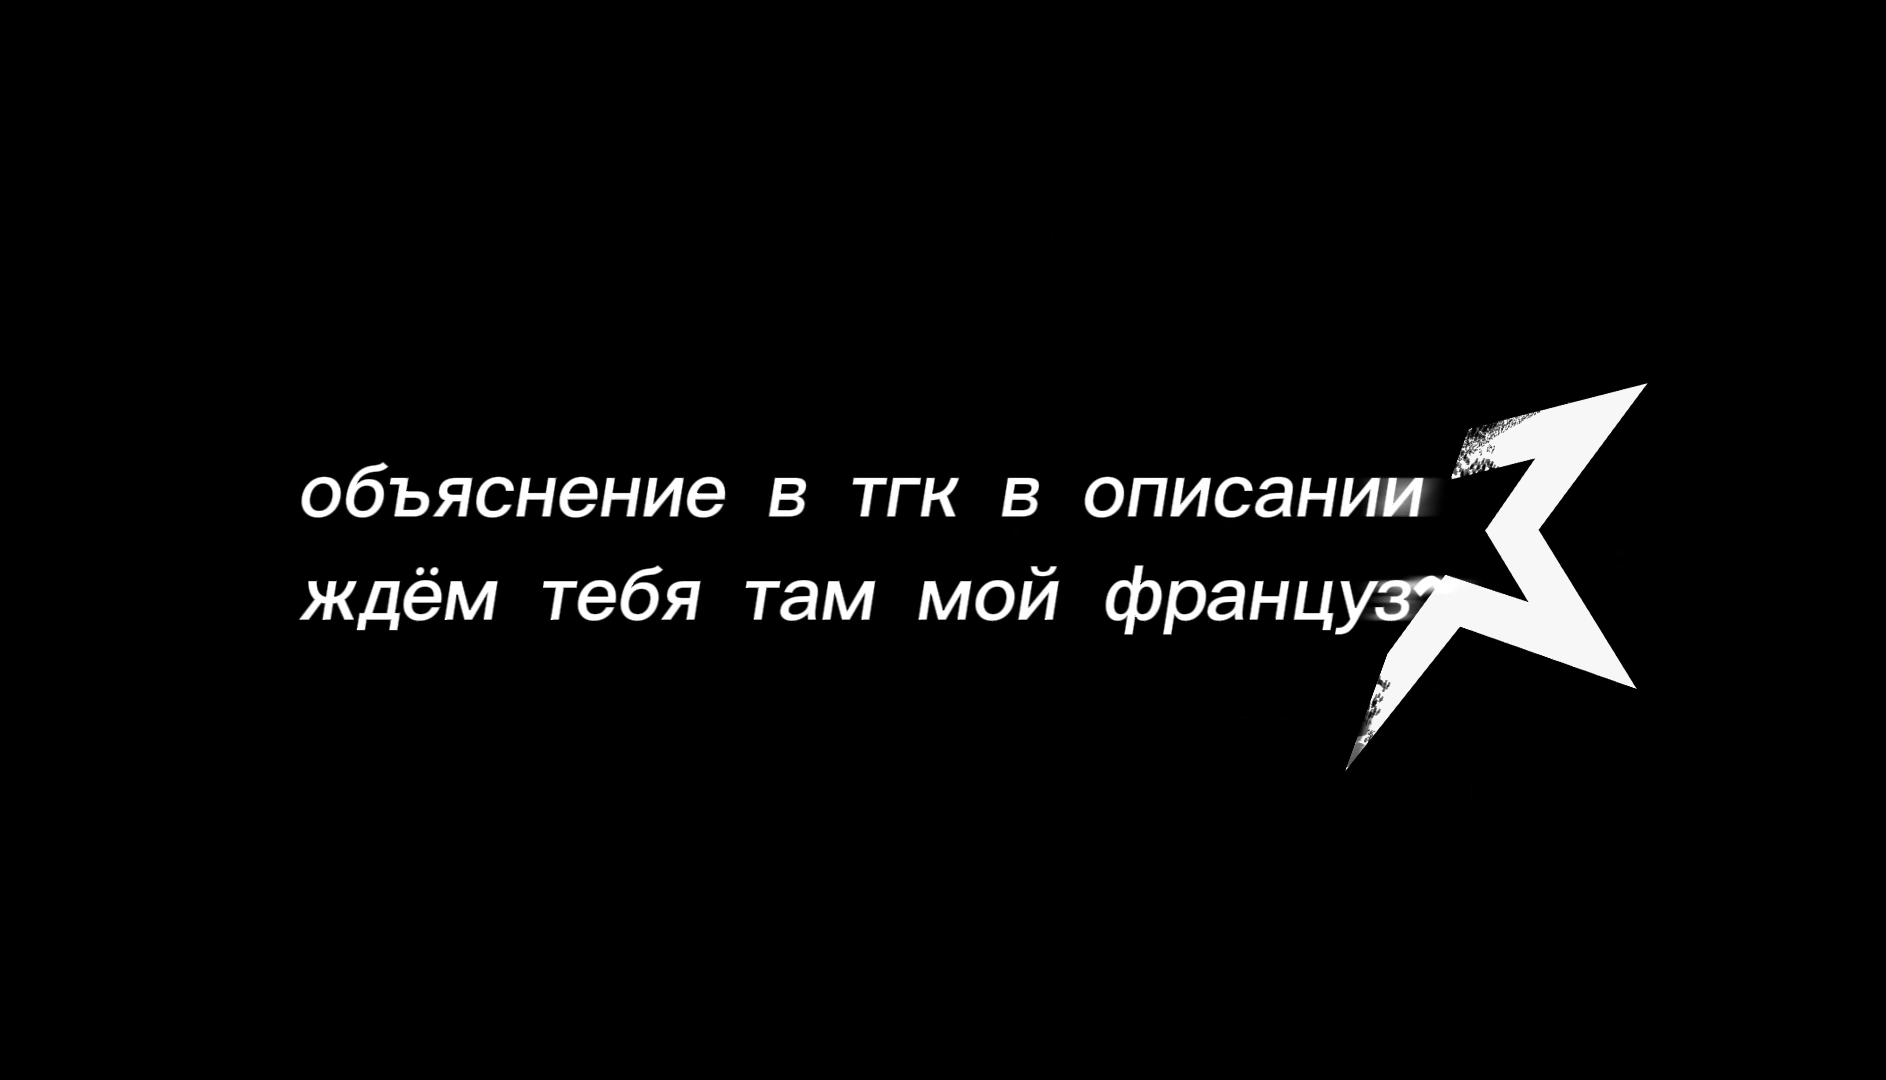 объяснение в тгк в описании
ждём тебя там мой француз